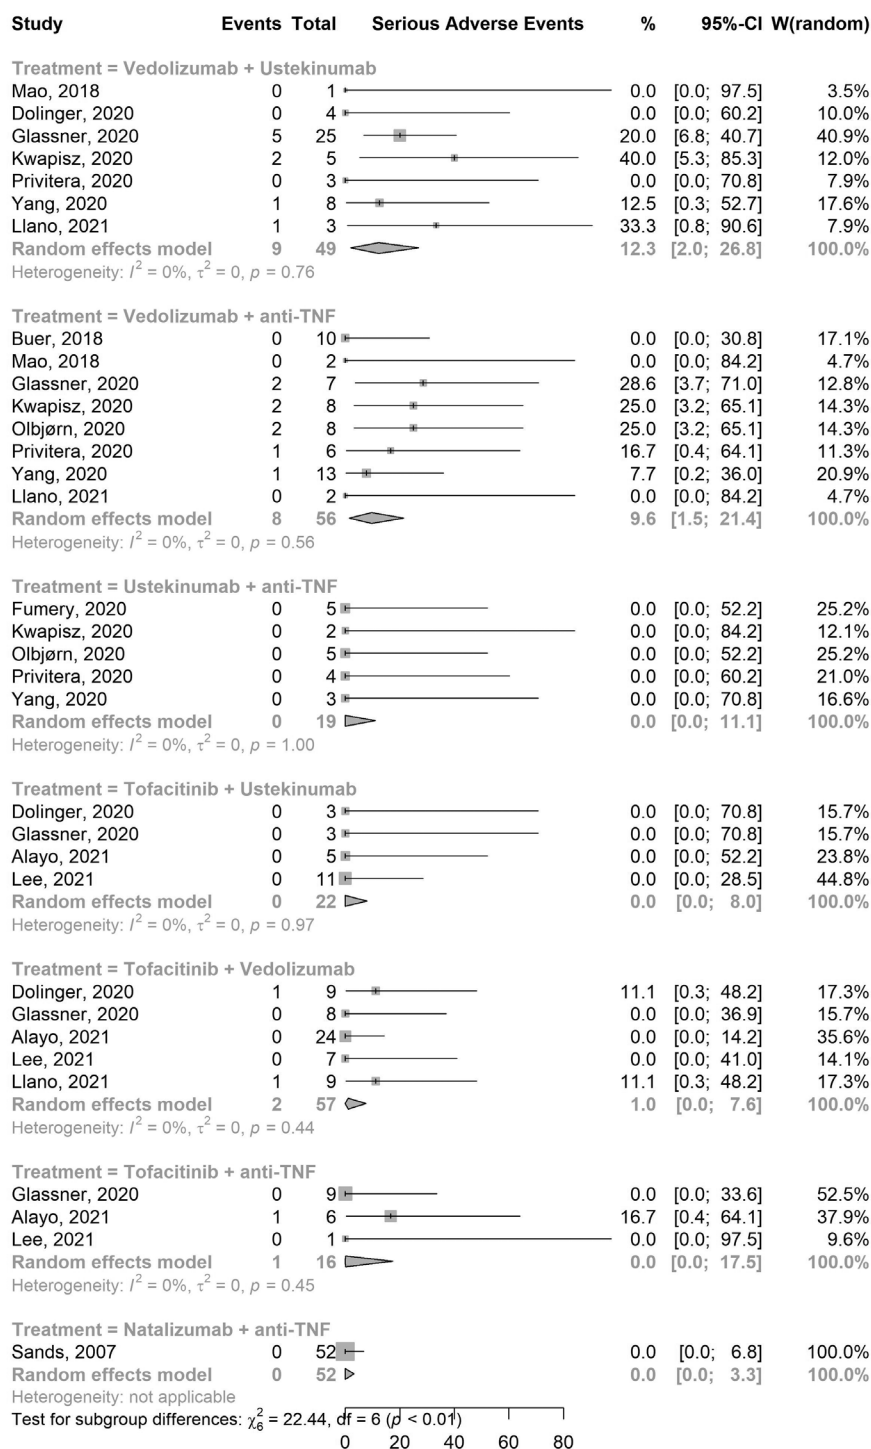 Study Events Total Serious Adverse Events % 95%-CI W(random)
Treatment = Vedolizumab + Ustekinumab
Mao, 2018 0 1 0.0 [0.0; 97.5] 3.5%
Dolinger, 2020 0 4 0.0 [0.0; 60.2] 10.0%
Glassner, 2020 5 25 20.0 [6.8; 40.7] 40.9%
Kwapisz, 2020 2 5 40.0 [5.3; 85.3] 12.0%
Privitera, 2020 0 3 0.0 [0.0; 70.8] 7.9%
Yang, 2020 1 8 12.5 [0.3; 52.7] 17.6%
Llano, 2021 1 3 33.3 [0.8; 90.6] 7.9%
Random effects model 9 49 12.3 [2.0; 26.8] 100.0%
Heterogeneity: I² = 0%, τ² = 0, p = 0.76
Treatment = Vedolizumab + anti-TNF
Buer, 2018 0 10 0.0 [0.0; 30.8] 17.1%
Mao, 2018 0 2 0.0 [0.0; 84.2] 4.7%
Glassner, 2020 2 7 28.6 [3.7; 71.0] 12.8%
Kwapisz, 2020 2 8 25.0 [3.2; 65.1] 14.3%
Olbjørn, 2020 2 8 25.0 [3.2; 65.1] 14.3%
Privitera, 2020 1 6 16.7 [0.4; 64.1] 11.3%
Yang, 2020 1 13 7.7 [0.2; 36.0] 20.9%
Llano, 2021 0 2 0.0 [0.0; 84.2] 4.7%
Random effects model 8 56 9.6 [1.5; 21.4] 100.0%
Heterogeneity: I² = 0%, τ² = 0, p = 0.56
Treatment = Ustekinumab + anti-TNF
Fumery, 2020 0 5 0.0 [0.0; 52.2] 25.2%
Kwapisz, 2020 0 2 0.0 [0.0; 84.2] 12.1%
Olbjørn, 2020 0 5 0.0 [0.0; 52.2] 25.2%
Privitera, 2020 0 4 0.0 [0.0; 60.2] 21.0%
Yang, 2020 0 3 0.0 [0.0; 70.8] 16.6%
Random effects model 0 19 0.0 [0.0; 11.1] 100.0%
Heterogeneity: I² = 0%, τ² = 0, p = 1.00
Treatment = Tofacitinib + Ustekinumab
Dolinger, 2020 0 3 0.0 [0.0; 70.8] 15.7%
Glassner, 2020 0 3 0.0 [0.0; 70.8] 15.7%
Alayo, 2021 0 5 0.0 [0.0; 52.2] 23.8%
Lee, 2021 0 11 0.0 [0.0; 28.5] 44.8%
Random effects model 0 22 0.0 [0.0; 8.0] 100.0%
Heterogeneity: I² = 0%, τ² = 0, p = 0.97
Treatment = Tofacitinib + Vedolizumab
Dolinger, 2020 1 9 11.1 [0.3; 48.2] 17.3%
Glassner, 2020 0 8 0.0 [0.0; 36.9] 15.7%
Alayo, 2021 0 24 0.0 [0.0; 14.2] 35.6%
Lee, 2021 0 7 0.0 [0.0; 41.0] 14.1%
Llano, 2021 1 9 11.1 [0.3; 48.2] 17.3%
Random effects model 2 57 1.0 [0.0; 7.6] 100.0%
Heterogeneity: I² = 0%, τ² = 0, p = 0.44
Treatment = Tofacitinib + anti-TNF
Glassner, 2020 0 9 0.0 [0.0; 33.6] 52.5%
Alayo, 2021 1 6 16.7 [0.4; 64.1] 37.9%
Lee, 2021 0 1 0.0 [0.0; 97.5] 9.6%
Random effects model 1 16 0.0 [0.0; 17.5] 100.0%
Heterogeneity: I² = 0%, τ² = 0, p = 0.45
Treatment = Natalizumab + anti-TNF
Sands, 2007 0 52 0.0 [0.0; 6.8] 100.0%
Random effects model 0 52 0.0 [0.0; 3.3] 100.0%
Heterogeneity: not applicable
Test for subgroup differences: χ²₆ = 22.44, df = 6 (p < 0.01)
0 20 40 60 80